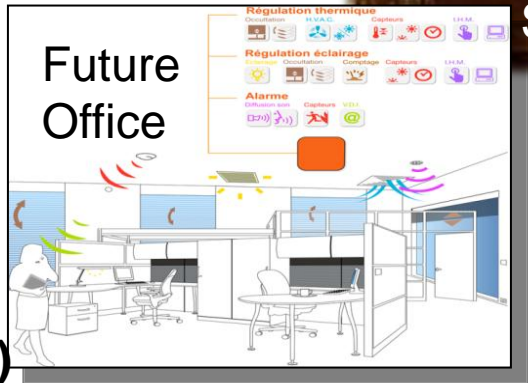 Future
Office
Régulation thermique
Occultation H.V.A.C. Capteurs I.H.M.
Régulation éclairage
Eclairage Occultation Comptage Capteurs I.H.M.
Alarme
Diffusion son Capteurs V.D.I.
@
S
)